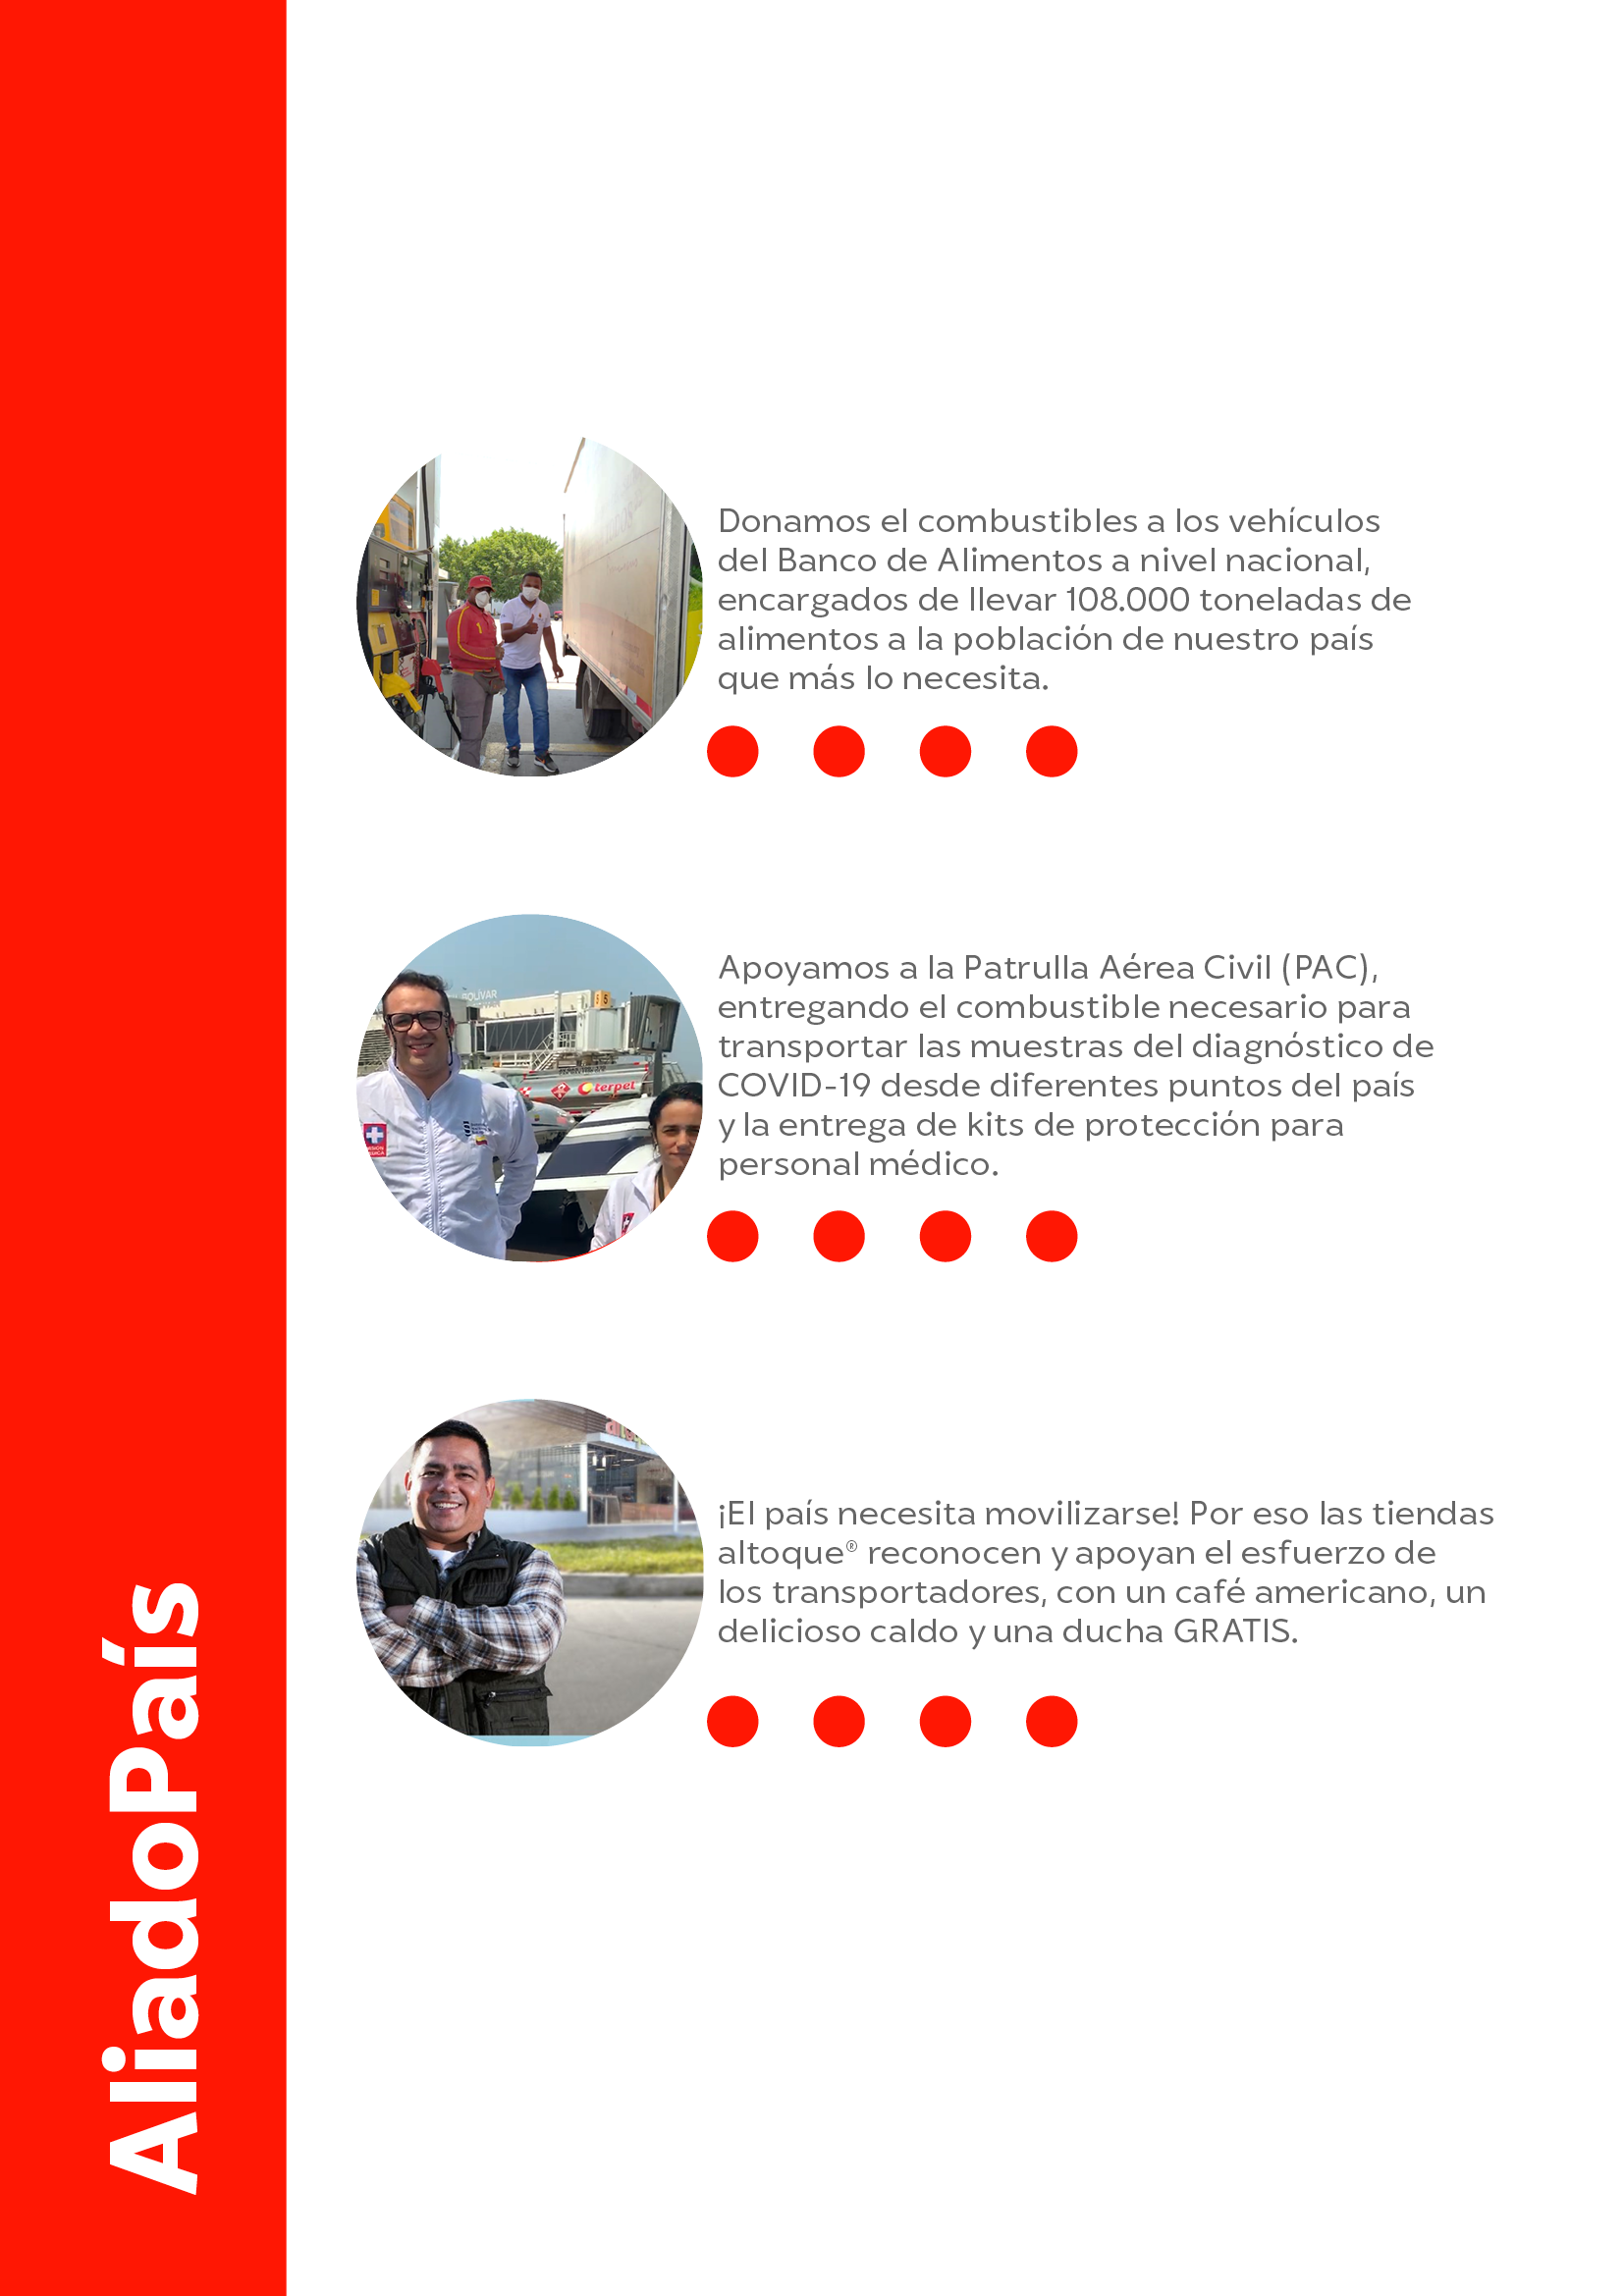 Donamos el combustibles a los vehículos
del Banco de Alimentos a nivel nacional,
encargados de llevar 108.000 toneladas de
alimentos a la población de nuestro país
que más lo necesita.
BOLÍVAR
5 5
terpel
Apoyamos a la Patrulla Aérea Civil (PAC),
entregando el combustible necesario para
transportar las muestras del diagnóstico de
COVID-19 desde diferentes puntos del país
y la entrega de kits de protección para
personal médico.
¡El país necesita movilizarse! Por eso las tiendas
altoque® reconocen y apoyan el esfuerzo de
los transportadores, con un café americano, un
delicioso caldo y una ducha GRATIS.
AliadoPaís